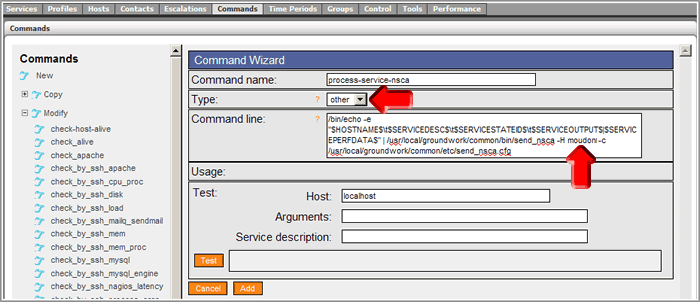 Services Profiles Hosts Contacts Escalations Commands Time Periods Groups Control Tools Performance
Commands
Commands
New
Copy
Modify
check-host-alive
check_alive
check_apache
check_by_ssh_apache
check_by_ssh_cpu_proc
check_by_ssh_disk
check_by_ssh_load
check_by_ssh_mailq_sendmail
check_by_ssh_mem
check_by_ssh_mem_proc
check_by_ssh_mysql
check_by_ssh_mysql_engine
check_by_ssh_nagios_latency
Command Wizard
Command name: process-service-nsca
Type: ? other
Command line: ? /bin/echo -e
"$HOSTNAME$\t$SERVICEDESC$\t$SERVICESTATEID$\t$SERVICEOUTPUT$|$SERVIC
EPERFDATA$" | /usr/local/groundwork/common/bin/send_nsca -H moudon -c
/usr/local/groundwork/common/etc/send_nsca.cfg
Usage:
Test: Host: localhost
Arguments:
Service description:
Test
Cancel Add